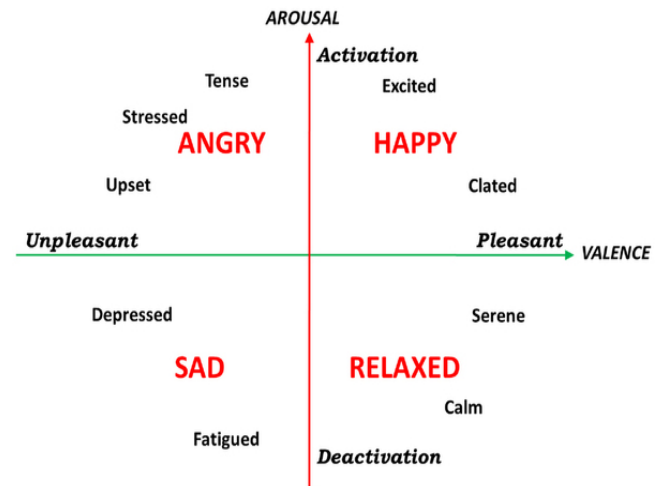 AROUSAL
Activation
Tense
Excited
Stressed
ANGRY
HAPPY
Upset
Clated
Unpleasant
Pleasant
VALENCE
Depressed
Serene
SAD
RELAXED
Calm
Fatigued
Deactivation